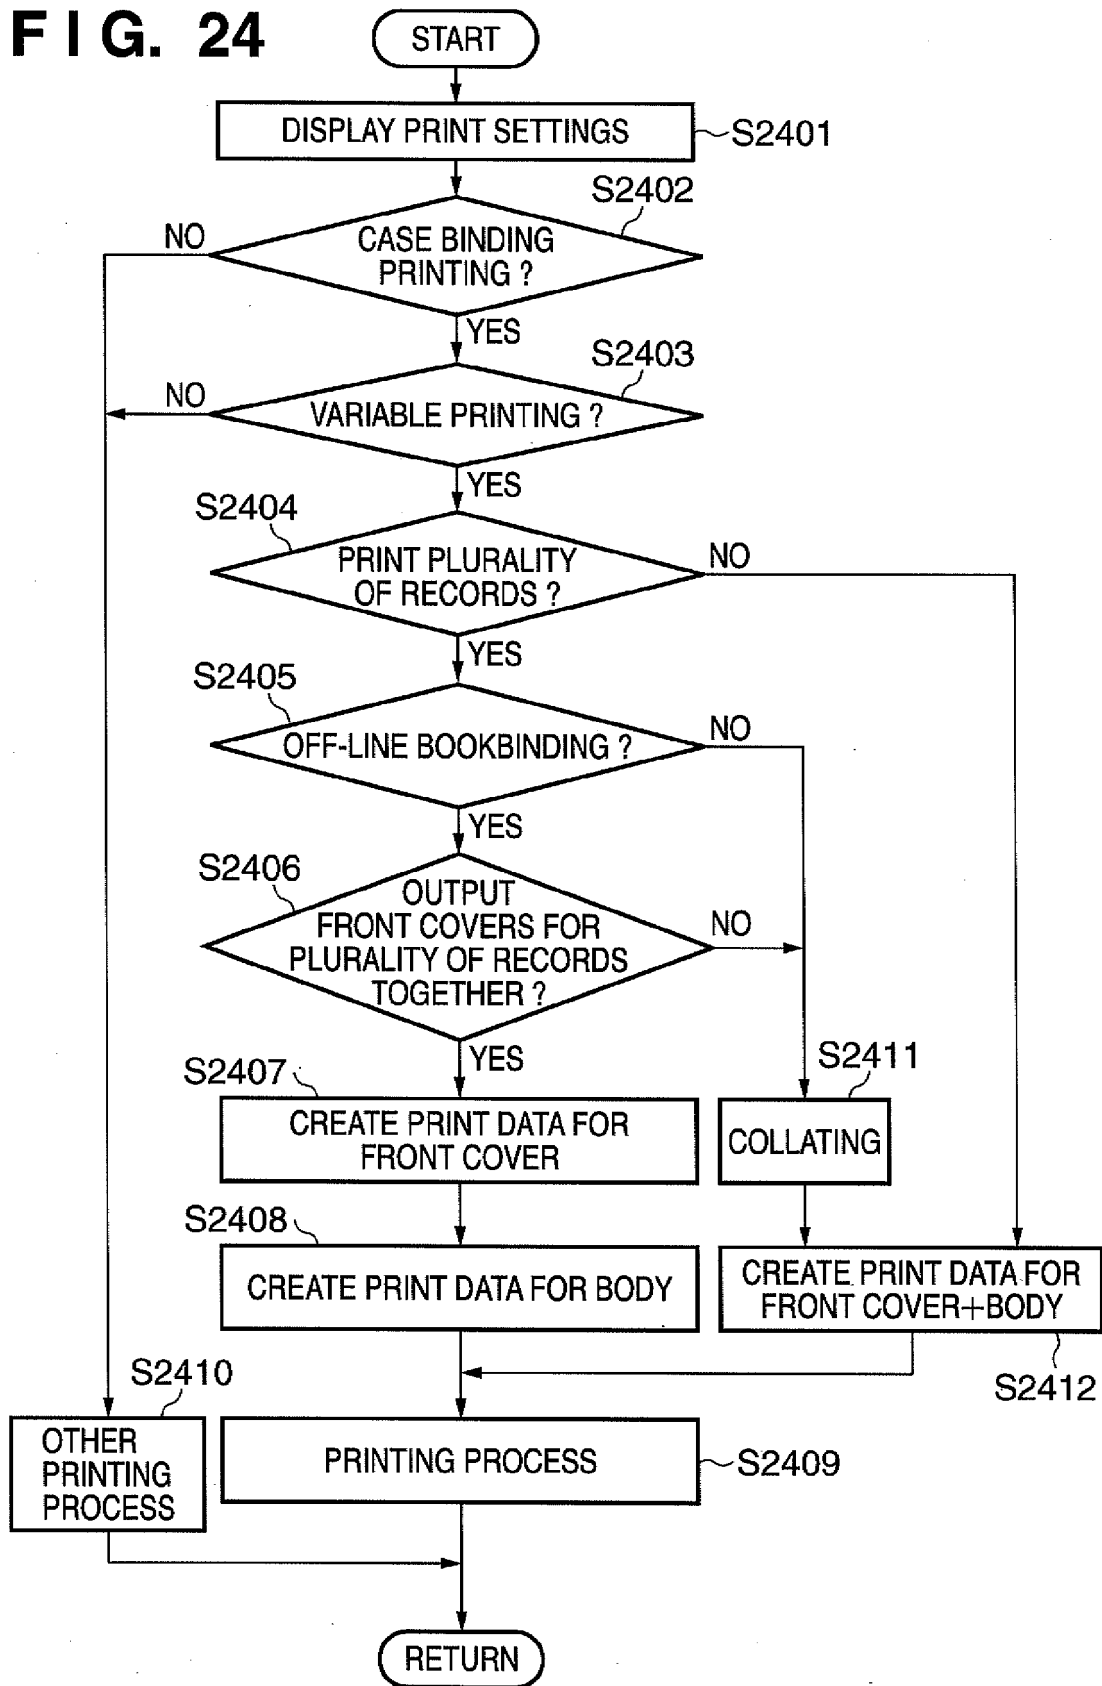 FIG. 24
START
DISPLAY PRINT SETTINGS
S2401
S2402
CASE BINDING
PRINTING ?
NO
YES
S2403
VARIABLE PRINTING ?
NO
YES
S2404
PRINT PLURALITY
OF RECORDS ?
NO
YES
S2405
OFF-LINE BOOKBINDING ?
NO
YES
S2406
OUTPUT
FRONT COVERS FOR
PLURALITY OF RECORDS
TOGETHER ?
NO
YES
S2407
CREATE PRINT DATA FOR
FRONT COVER
S2411
COLLATING
S2408
CREATE PRINT DATA FOR BODY
CREATE PRINT DATA FOR
FRONT COVER+BODY
S2412
S2410
OTHER
PRINTING
PROCESS
PRINTING PROCESS
S2409
RETURN